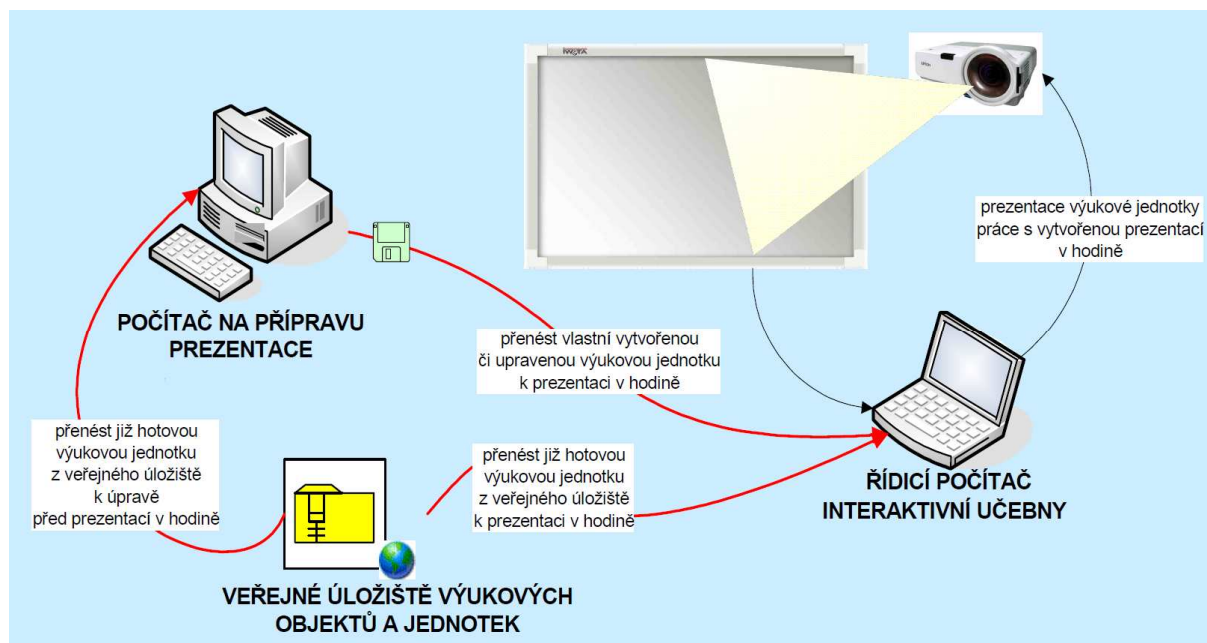 prezentace výukové jednotky
práce s vytvořenou prezentací
v hodině
POČÍTAČ NA PŘÍPRAVU
PREZENTACE
přenést vlastní vytvořenou
či upravenou výukovou jednotku
k prezentaci v hodině
přenést již hotovou
výukovou jednotku
z veřejného úložiště
k úpravě
před prezentací v hodině
přenést již hotovou
výukovou jednotku
z veřejného úložiště
k prezentaci v hodině
ŘÍDICÍ POČÍTAČ
INTERAKTIVNÍ UČEBNY
VEŘEJNÉ ÚLOŽIŠTĚ VÝUKOVÝCH
OBJEKTŮ A JEDNOTEK